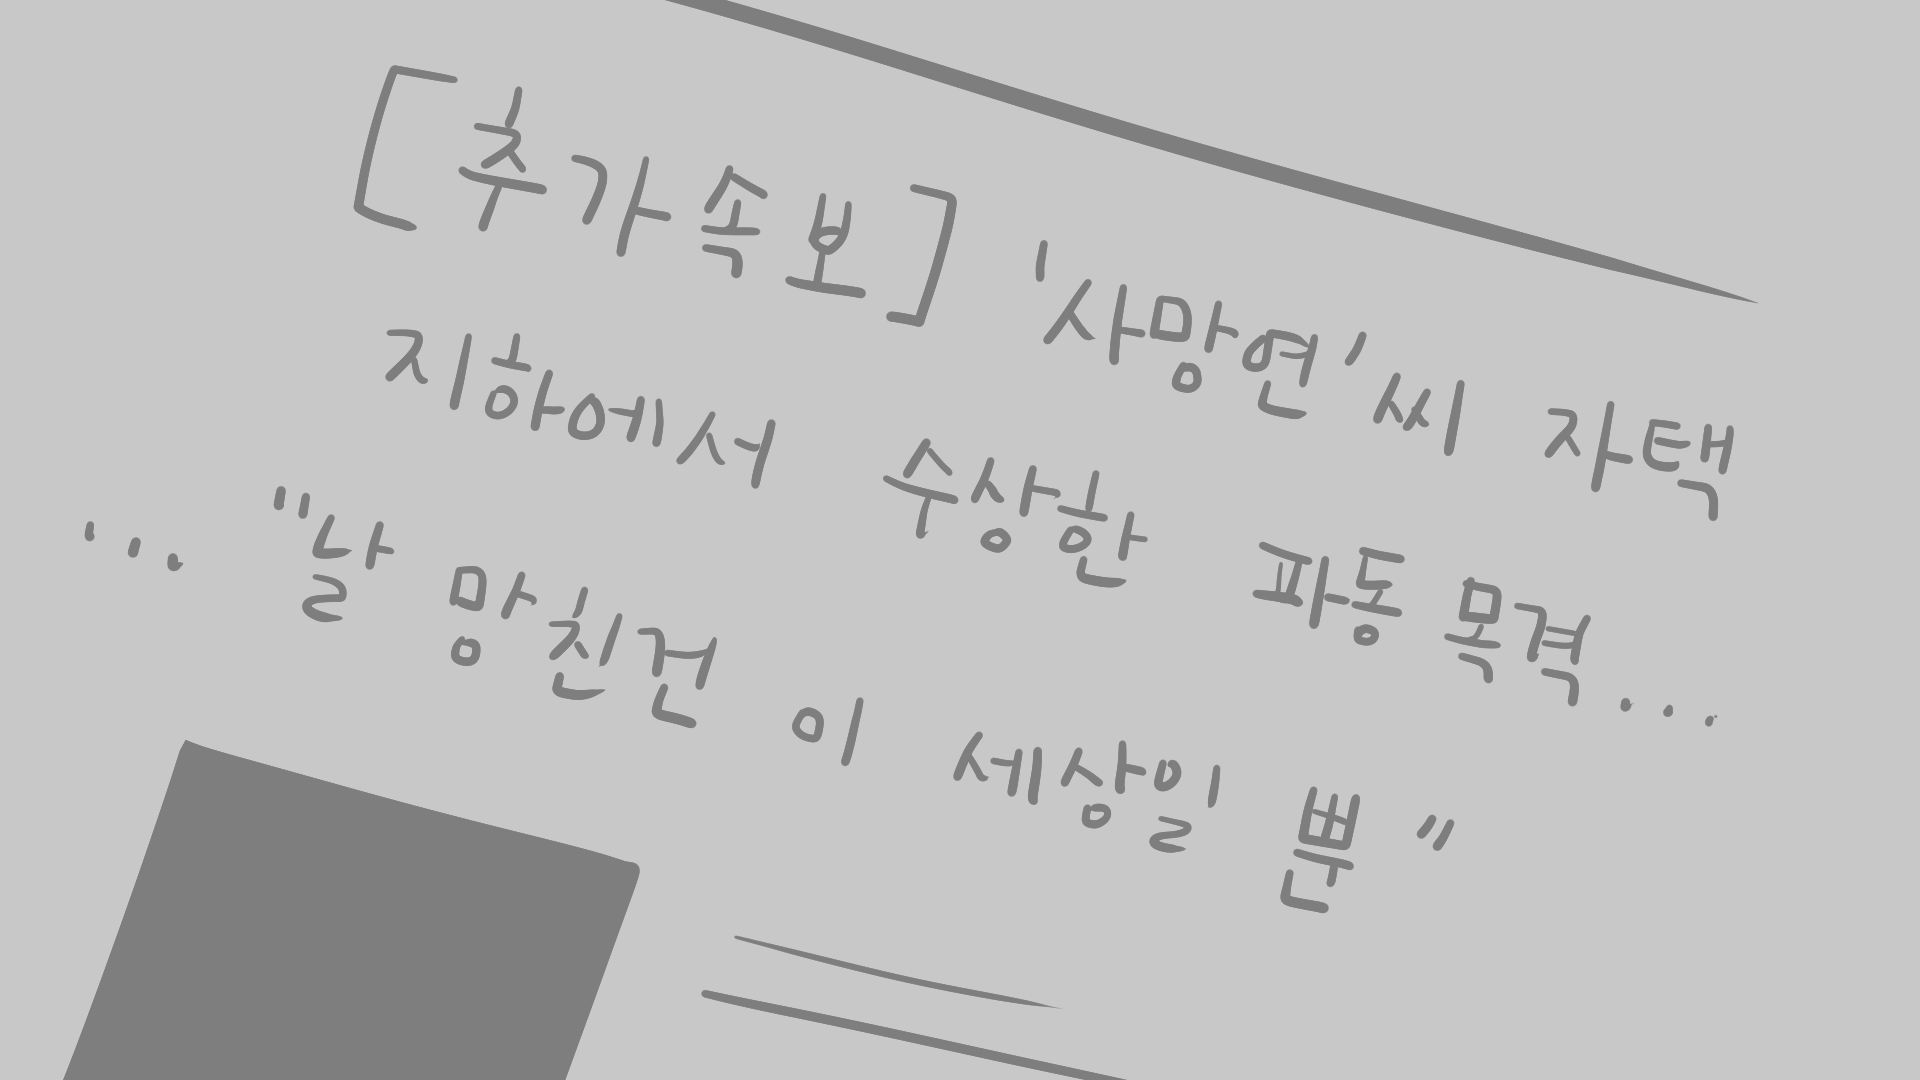 [추가속보] '사망연'씨 자택
지하에서 수상한 파동 목격...
... "날 망친건 이 세상일 뿐"